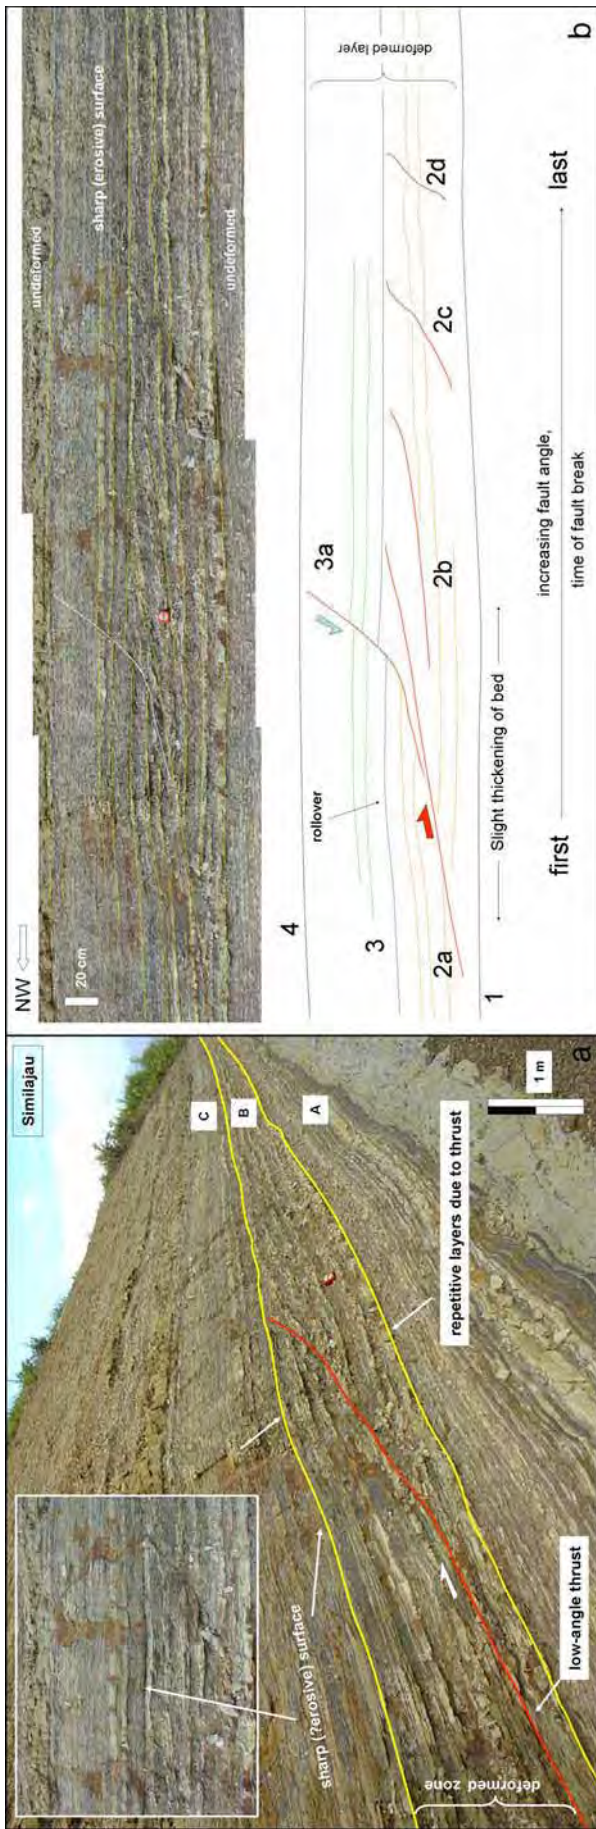 Similajau
C
B
A
sharp (?erosive) surface
repetitive layers due to thrust
low-angle thrust
deformed zone
1 m
a
NW
20 cm
undeformed
sharp (erosive) surface
undeformed
4
3
3a
rollover
2a
2b
2c
2d
1
deformed layer
Slight thickening of bed
first
last
increasing fault angle,
time of fault break
b